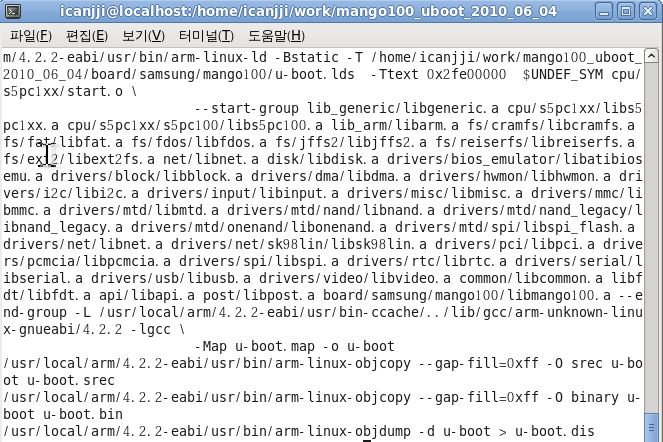 icanjji@localhost:/home/icanjji/work/mango100_uboot_2010_06_04
파일(F) 편집(E) 보기(V) 터미널(T) 도움말(H)
m/4.2.2-eabi/usr/bin/arm-linux-ld -Bstatic -T /home/icanjji/work/mango100_uboot_
2010_06_04/board/samsung/mango100/u-boot.lds  -Ttext 0x2fe00000  $UNDEF_SYM cpu/
s5pc1xx/start.o \
--start-group lib_generic/libgeneric.a cpu/s5pc1xx/libs5
pc1xx.a cpu/s5pc1xx/s5pc100/libs5pc100.a lib_arm/libarm.a fs/cramfs/libcramfs.a
fs/fat/libfat.a fs/fdos/libfdos.a fs/jffs2/libjffs2.a fs/reiserfs/libreiserfs.a
fs/ext2/libext2fs.a net/libnet.a disk/libdisk.a drivers/bios_emulator/libatibios
emu.a drivers/block/libblock.a drivers/dma/libdma.a drivers/hwmon/libhwmon.a dri
vers/i2c/libi2c.a drivers/input/libinput.a drivers/misc/libmisc.a drivers/mmc/li
bmmc.a drivers/mtd/libmtd.a drivers/mtd/nand/libnand.a drivers/mtd/nand_legacy/l
ibnand_legacy.a drivers/mtd/onenand/libonenand.a drivers/mtd/spi/libspi_flash.a
drivers/net/libnet.a drivers/net/sk98lin/libsk98lin.a drivers/pci/libpci.a drive
rs/pcmcia/libpcmcia.a drivers/spi/libspi.a drivers/rtc/librtc.a drivers/serial/l
ibserial.a drivers/usb/libusb.a drivers/video/libvideo.a common/libcommon.a libf
dt/libfdt.a api/libapi.a post/libpost.a board/samsung/mango100/libmango100.a --e
nd-group -L /usr/local/arm/4.2.2-eabi/usr/bin-ccache/../lib/gcc/arm-unknown-linu
x-gnueabi/4.2.2 -lgcc \
-Map u-boot.map -o u-boot
/usr/local/arm/4.2.2-eabi/usr/bin/arm-linux-objcopy --gap-fill=0xff -O srec u-bo
ot u-boot.srec
/usr/local/arm/4.2.2-eabi/usr/bin/arm-linux-objcopy --gap-fill=0xff -O binary u-
boot u-boot.bin
/usr/local/arm/4.2.2-eabi/usr/bin/arm-linux-objdump -d u-boot > u-boot.dis